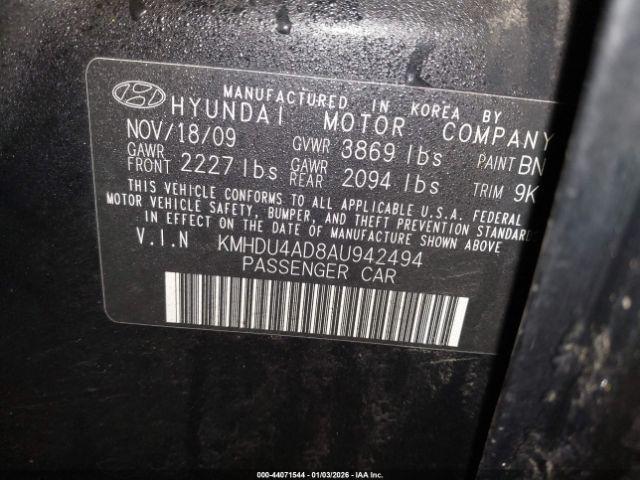 MANUFACTURED IN KOREA BY
HYUNDAI MOTOR COMPANY
NOV/18/09 GVWR 3869 lbs PAINT BN
GAWR FRONT 2227 lbs GAWR REAR 2094 lbs TRIM 9K
THIS VEHICLE CONFORMS TO ALL APPLICABLE U.S.A. FEDERAL
MOTOR VEHICLE SAFETY, BUMPER, AND THEFT PREVENTION STANDARDS
IN EFFECT ON THE DATE OF MANUFACTURE SHOWN ABOVE.
V.I.N KMHDU4AD8AU942494
PASSENGER CAR
000-44071544 | 01/03/2026 | IAA Inc.